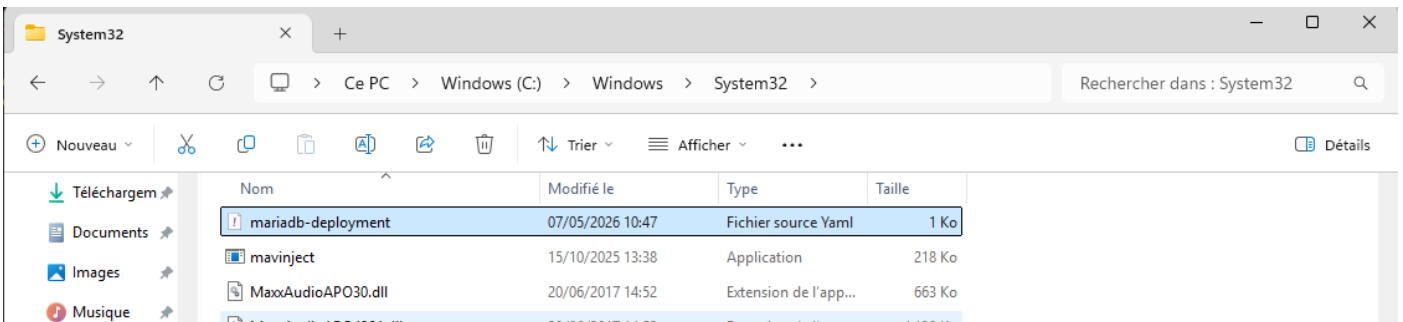 System32
Ce PC > Windows (C:) > Windows > System32 >
Rechercher dans : System32
Nouveau
Trier
Afficher
Détails
Téléchargem
Documents
Images
Musique
Nom Modifié le Type Taille
mariadb-deployment 07/05/2026 10:47 Fichier source Yaml 1 Ko
mavinject 15/10/2025 13:38 Application 218 Ko
MaxxAudioAPO30.dll 20/06/2017 14:52 Extension de l'app... 663 Ko